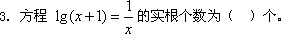 3. 方程 lg(x+1)=1/x 的实根个数为（ ）个。